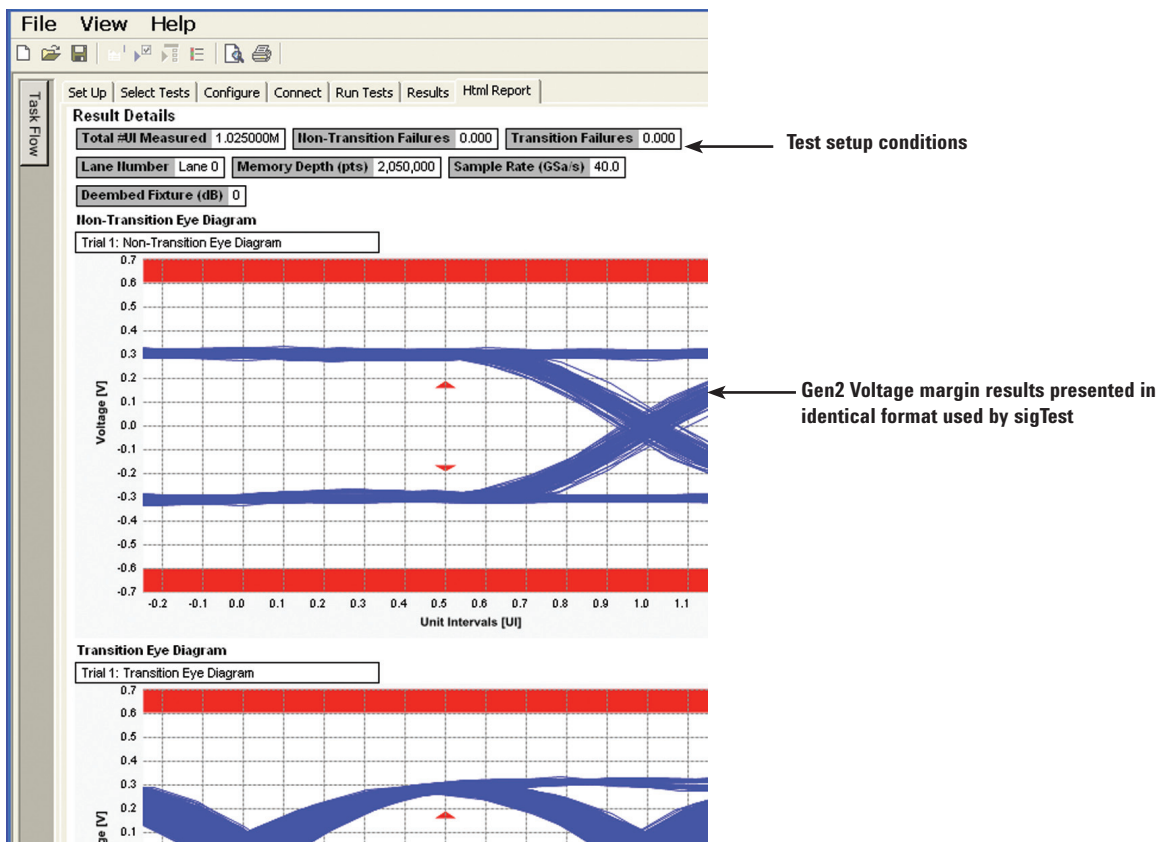 File View Help
Task Flow
Set Up Select Tests Configure Connect Run Tests Results Html Report
Result Details
Total #UI Measured 1.025000M Non-Transition Failures 0.000 Transition Failures 0.000
Test setup conditions
Lane Number Lane 0 Memory Depth (pts) 2,050,000 Sample Rate (GSa/s) 40.0
Deembed Fixture (dB) 0
Non-Transition Eye Diagram
Trial 1: Non-Transition Eye Diagram
0.7
0.6
0.5
0.4
0.3
0.2
0.1
0.0
-0.1
-0.2
-0.3
-0.4
-0.5
-0.6
-0.7
Voltage [V]
Gen2 Voltage margin results presented in
identical format used by sigTest
-0.2 -0.1 0.0 0.1 0.2 0.3 0.4 0.5 0.6 0.7 0.8 0.9 1.0 1.1
Unit Intervals [UI]
Transition Eye Diagram
Trial 1: Transition Eye Diagram
0.7
0.6
0.5
0.4
0.3
0.2
0.1
ge [V]